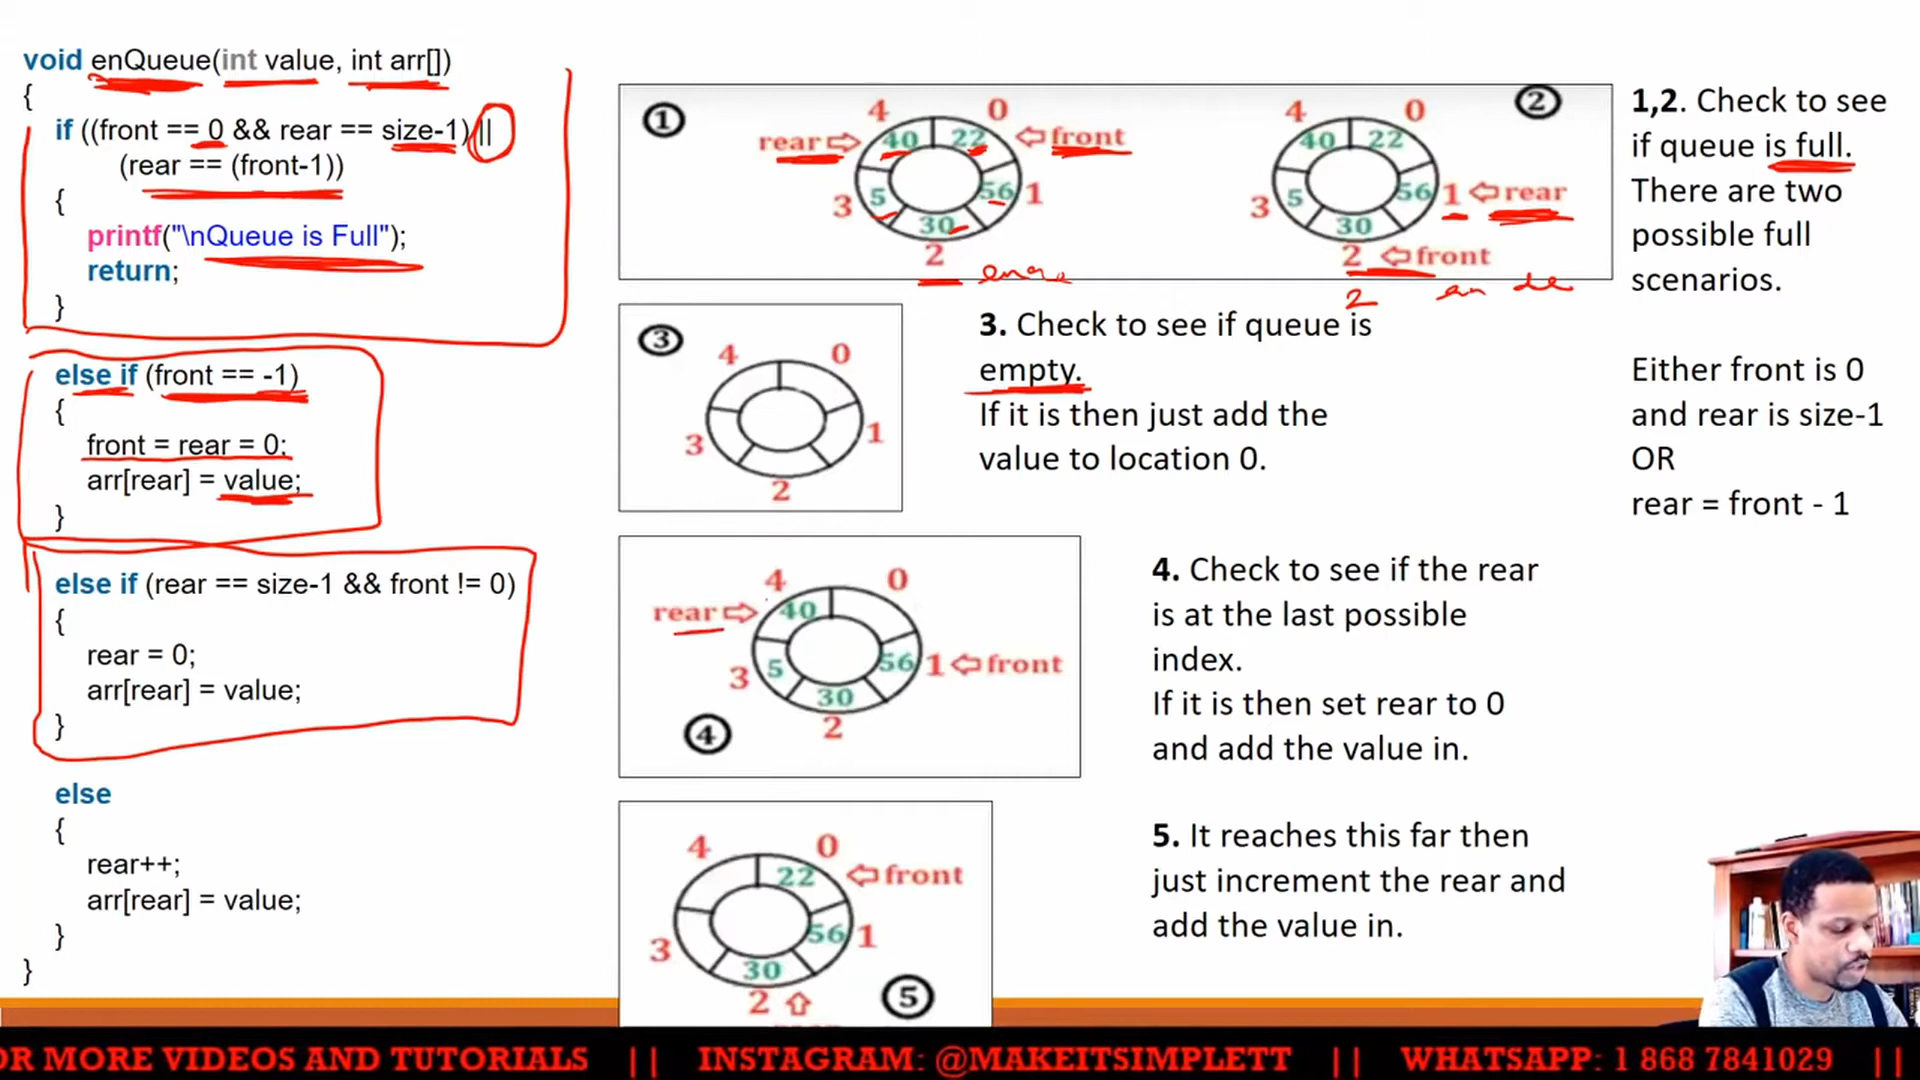 void enQueue(int value, int arr[])
{
if ((front == 0 && rear == size-1) ||
(rear == (front-1))
{
printf("\nQueue is Full");
return;
}
else if (front == -1)
{
front = rear = 0;
arr[rear] = value;
}
else if (rear == size-1 && front != 0)
{
rear = 0;
arr[rear] = value;
}
else
{
rear++;
arr[rear] = value;
}
}
1
4 0
rear 40 22 front
3 5 56 1
30
2
2
4 0
40 22
3 5 56 1 rear
30
2 front
2
1,2. Check to see
if queue is full.
There are two
possible full
scenarios.
Either front is 0
and rear is size-1
OR
rear = front - 1
3
4 0
3 1
2
3. Check to see if queue is
empty.
If it is then just add the
value to location 0.
4 0
rear 40
3 5 56 1 front
30
4 2
4. Check to see if the rear
is at the last possible
index.
If it is then set rear to 0
and add the value in.
4 0
22 front
3 56 1
30
2 5
5. It reaches this far then
just increment the rear and
add the value in.
OR MORE VIDEOS AND TUTORIALS || INSTAGRAM: @MAKEITSIMPLETT || WHATSAPP: 1 868 7841029 ||